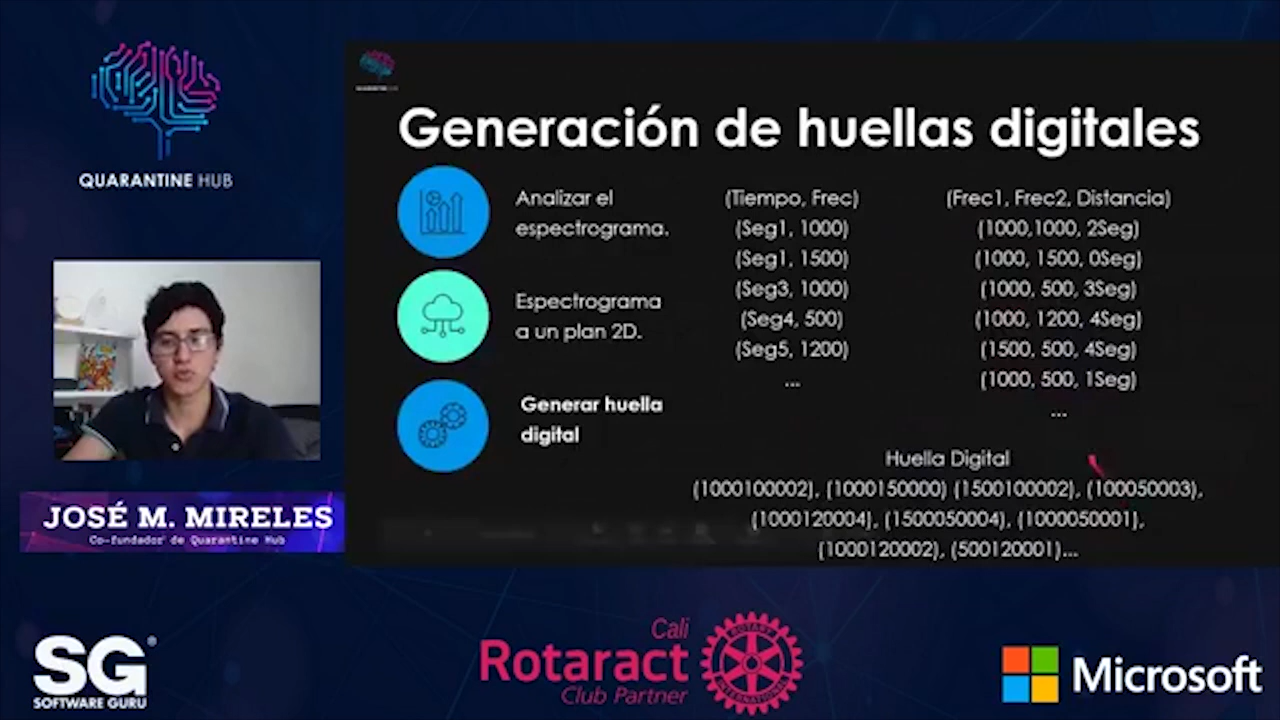 QUARANTINE HUB
JOSÉ M. MIRELES
Co-fundador de Quarantine Hub
Generación de huellas digitales
Analizar el
espectrograma.
Espectrograma
a un plan 2D.
Generar huella
digital
(Tiempo, Frec)
(Seg1, 1000)
(Seg1, 1500)
(Seg3, 1000)
(Seg4, 500)
(Seg5, 1200)
...
(Frec1, Frec2, Distancia)
(1000,1000, 2Seg)
(1000, 1500, 0Seg)
(1000, 500, 3Seg)
(1000, 1200, 4Seg)
(1500, 500, 4Seg)
(1000, 500, 1Seg)
...
Huella Digital
(1000100002), (1000150000) (1500100002), (100050003),
(1000120004), (1500050004), (1000050001),
(1000120002), (500120001)...
SG
SOFTWARE GURU
Cali
Rotaract
Club Partner
ROTARY
INTERNATIONAL
Microsoft